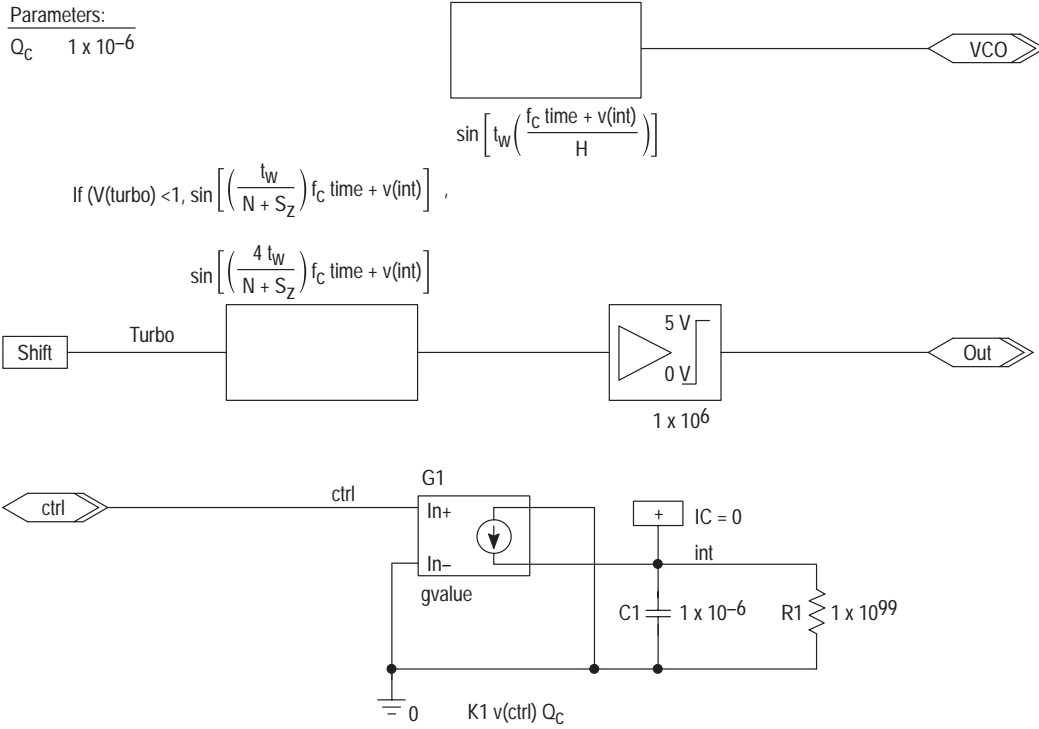 Parameters:
Q_C 1 x 10^–6
VCO
sin [ t_W ( (f_C time + v(int)) / H ) ]
If (V(turbo) <1, sin [ ( t_W / (N + S_Z) ) f_C time + v(int) ] ,
sin [ ( 4 t_W / (N + S_Z) ) f_C time + v(int) ]
Shift
Turbo
5 V
0 V
1 x 10^6
Out
ctrl
ctrl
G1
In+
In–
gvalue
+
IC = 0
int
C1
1 x 10^–6
R1
1 x 10^99
0
K1 v(ctrl) Q_C